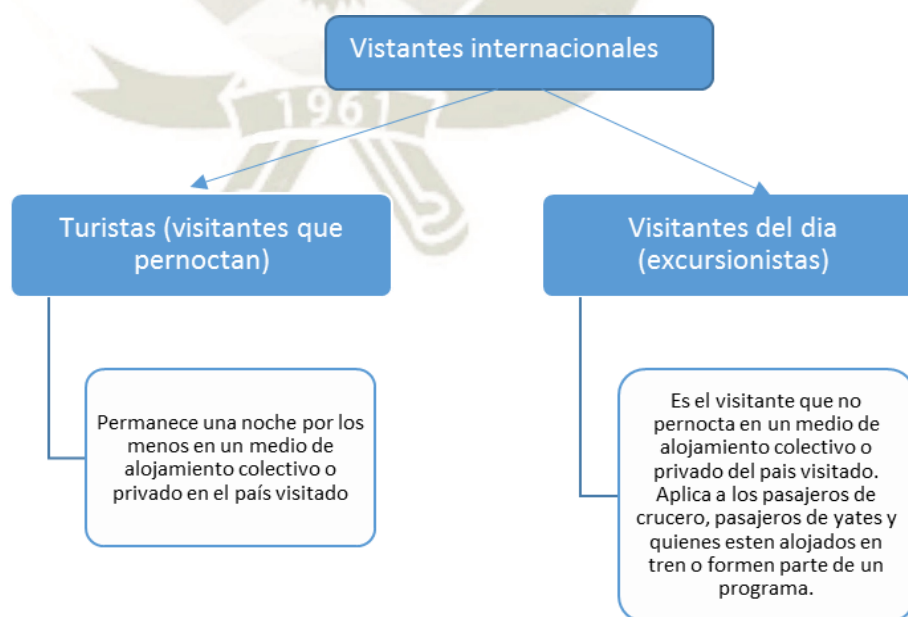 Vistantes internacionales
1961
Turistas (visitantes que
pernoctan)
Visitantes del dia
(excursionistas)
Permanece una noche por los
menos en un medio de
alojamiento colectivo o
privado en el país visitado
Es el visitante que no
pernocta en un medio de
alojamiento colectivo o
privado del pais visitado.
Aplica a los pasajeros de
crucero, pasajeros de yates y
quienes esten alojados en
tren o formen parte de un
programa.